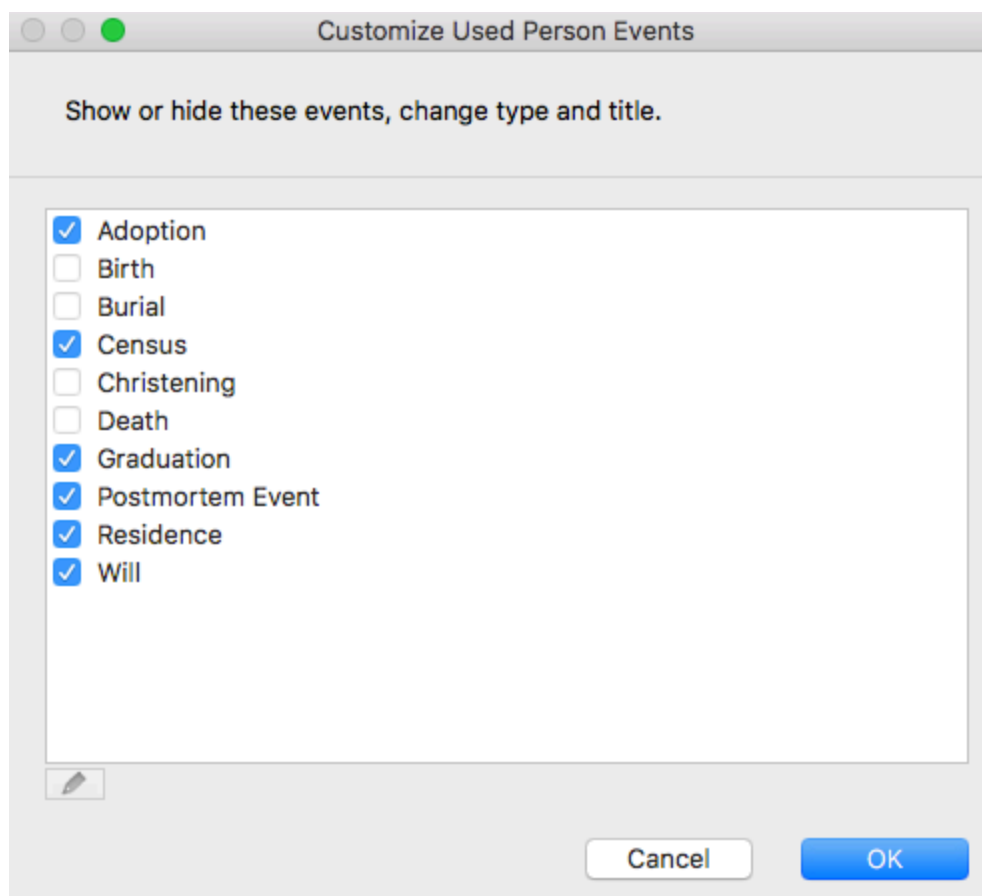 Customize Used Person Events
Show or hide these events, change type and title.
Adoption
Birth
Burial
Census
Christening
Death
Graduation
Postmortem Event
Residence
Will
Cancel
OK